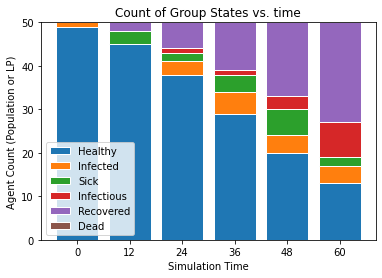 Count of Group States vs. time
Agent Count (Population or LP)
50
40
30
20
10
0
Healthy
Infected
Sick
Infectious
Recovered
Dead
0 12 24 36 48 60
Simulation Time